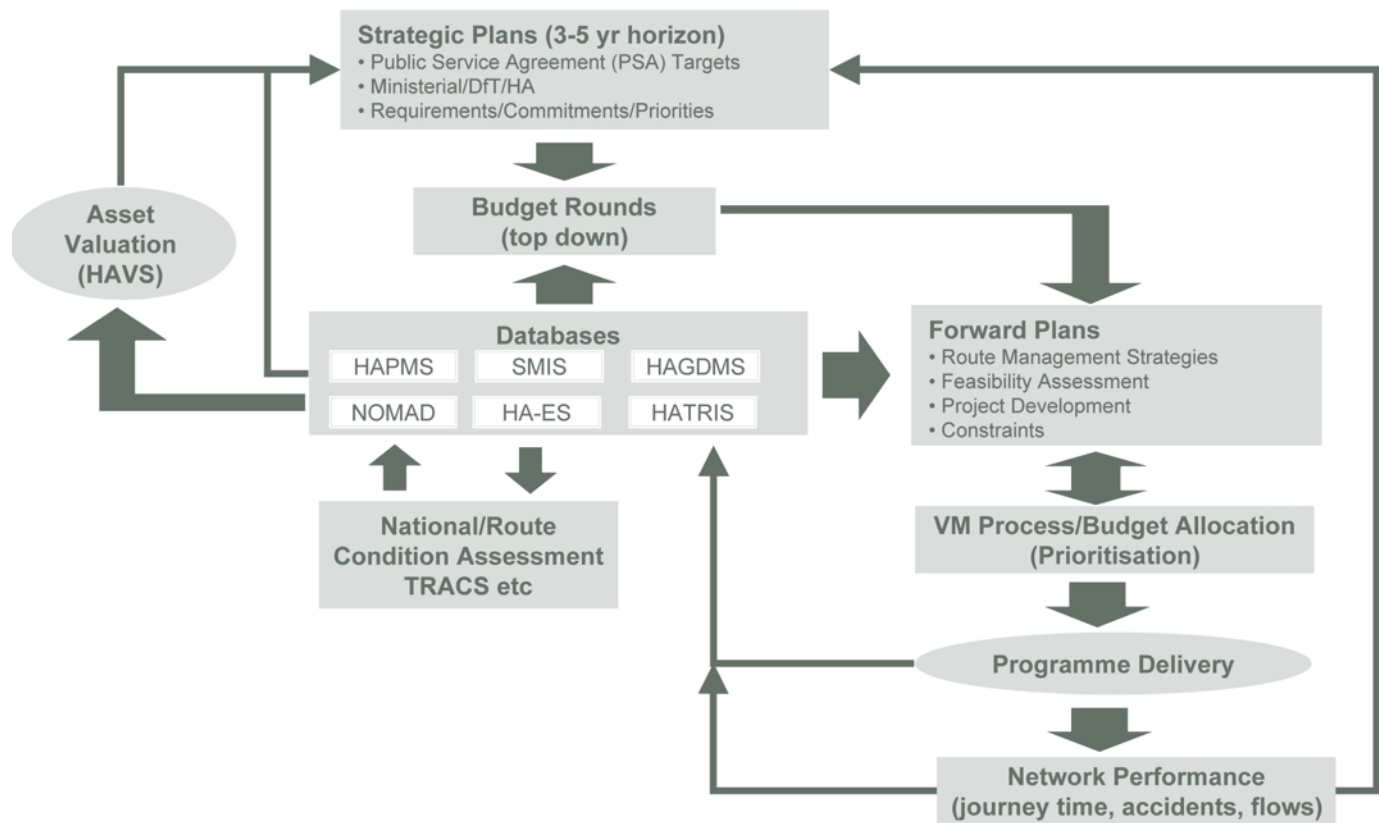 Strategic Plans (3-5 yr horizon)
• Public Service Agreement (PSA) Targets
• Ministerial/DfT/HA
• Requirements/Commitments/Priorities
Asset
Valuation
(HAVS)
Budget Rounds
(top down)
Databases
HAPMS
SMIS
HAGDMS
NOMAD
HA-ES
HATRIS
Forward Plans
• Route Management Strategies
• Feasibility Assessment
• Project Development
• Constraints
National/Route
Condition Assessment
TRACS etc
VM Process/Budget Allocation
(Prioritisation)
Programme Delivery
Network Performance
(journey time, accidents, flows)